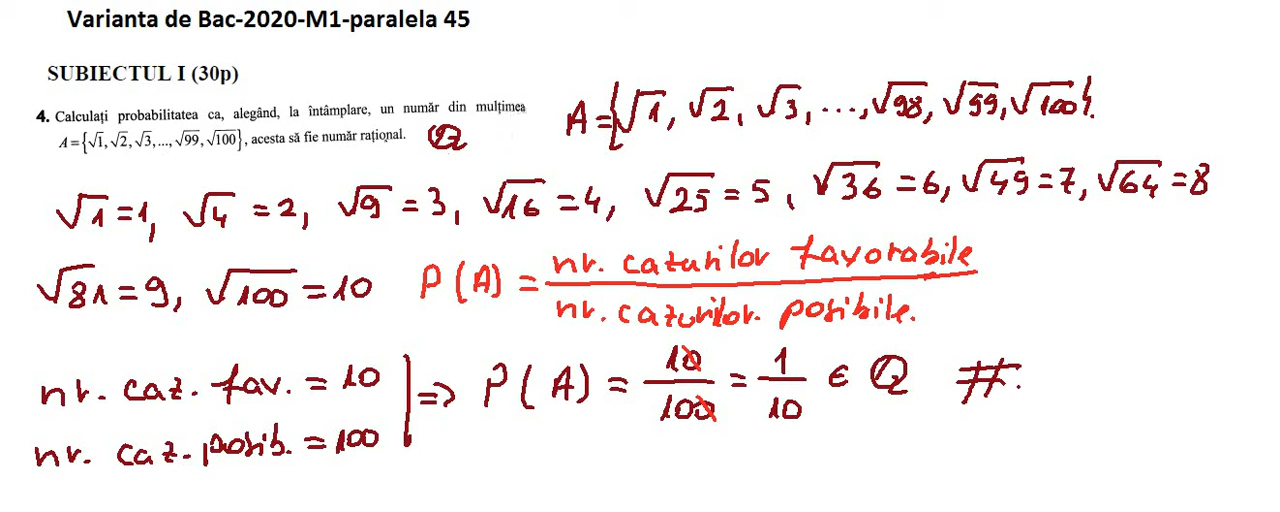 Varianta de Bac-2020-M1-paralela 45
SUBIECTUL I (30p)
4. Calculați probabilitatea ca, alegând, la întâmplare, un număr din mulțimea
A={√1,√2,√3,...,√99,√100}, acesta să fie număr rațional. ℚ
A={√1, √2, √3, ..., √98, √99, √100}.
√1=1, √4=2, √9=3, √16=4, √25=5, √36=6, √49=7, √64=8
√81=9, √100=10
P(A)= nr. cazurilor favorabile / nr. cazurilor. posibile.
nr. caz. fav. = 10
nr. caz. posib. = 100
=> P(A) = 10/100 = 1/10 ∈ ℚ #.